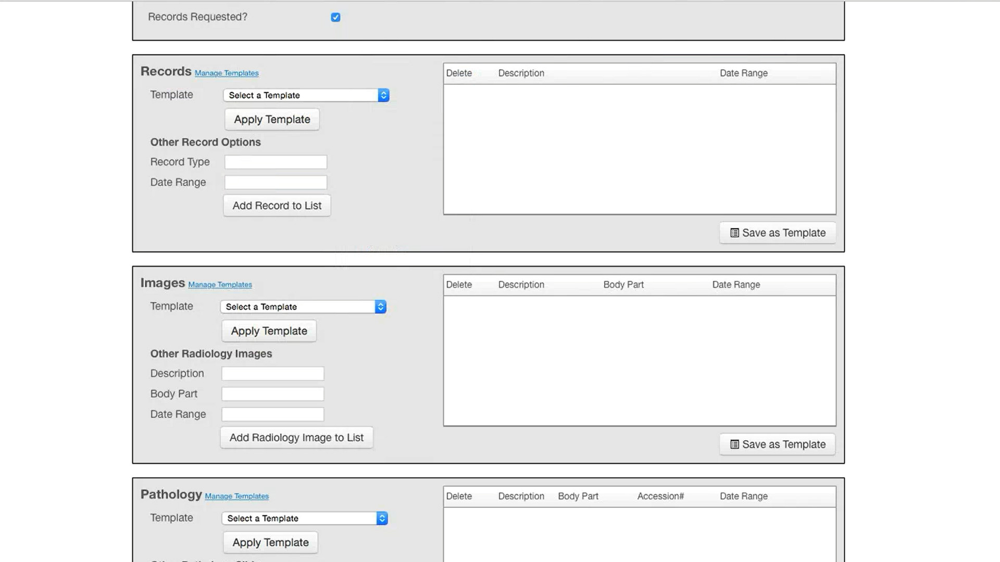 Records Requested?
Records Manage Templates
Delete Description Date Range
Template Select a Template
Apply Template
Other Record Options
Record Type
Date Range
Add Record to List
Save as Template
Images Manage Templates
Delete Description Body Part Date Range
Template Select a Template
Apply Template
Other Radiology Images
Description
Body Part
Date Range
Add Radiology Image to List
Save as Template
Pathology Manage Templates
Delete Description Body Part Accession# Date Range
Template Select a Template
Apply Template